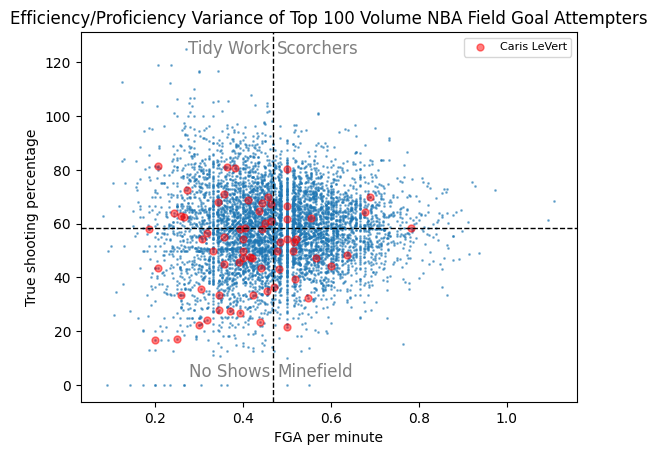 Efficiency/Proficiency Variance of Top 100 Volume NBA Field Goal Attempters
Tidy Work
Scorchers
Caris LeVert
120
100
80
60
40
20
0
True shooting percentage
No Shows
Minefield
0.2
0.4
0.6
0.8
1.0
FGA per minute